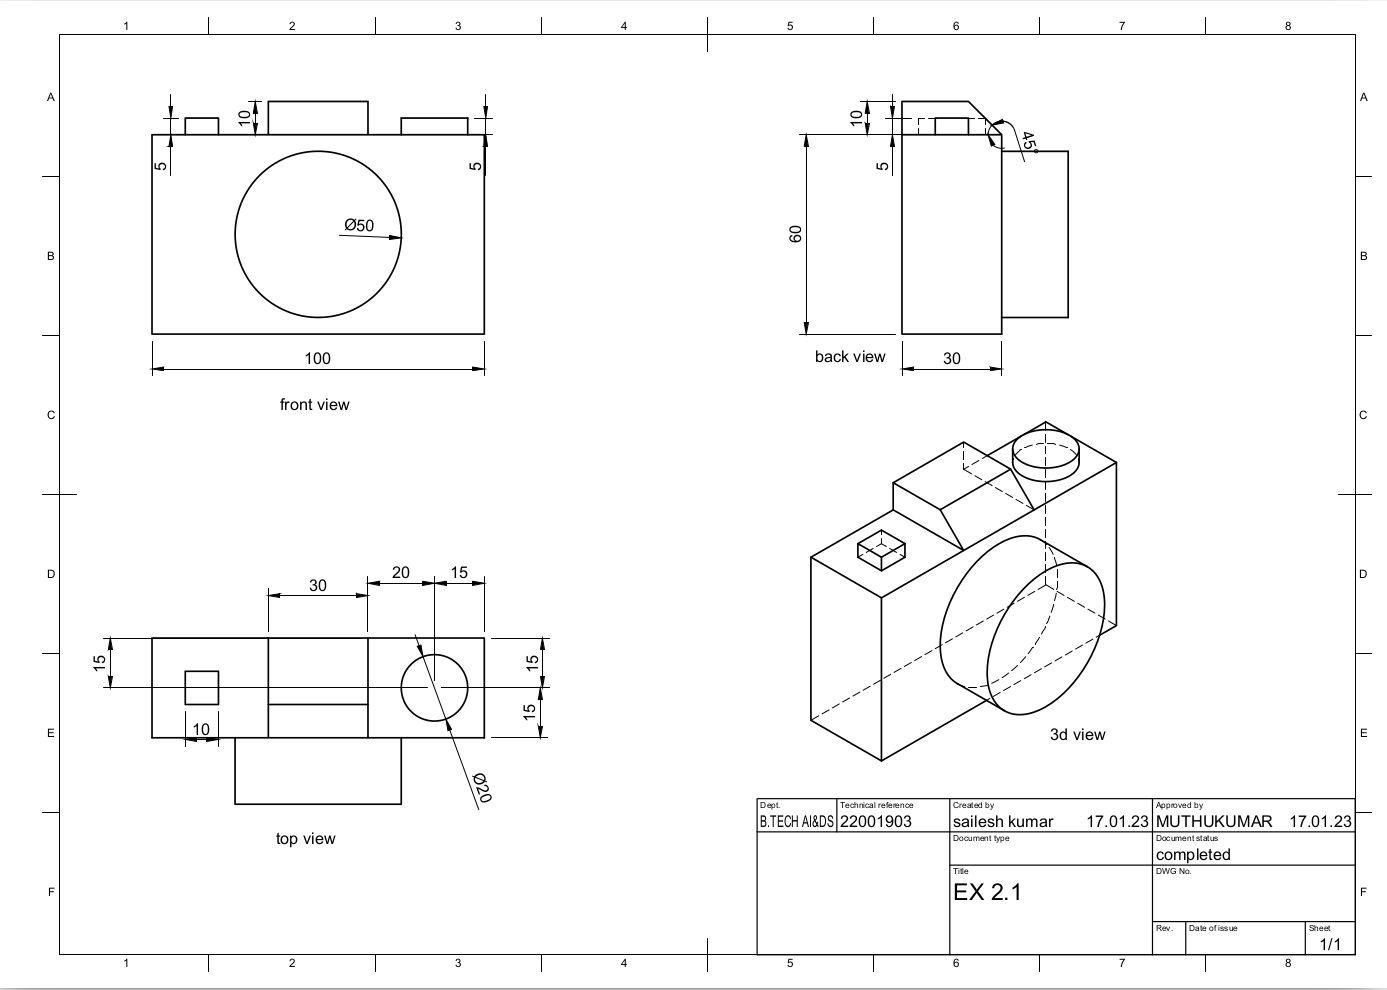 1 2 3 4 5 6 7 8
A A
10 10
5 5 5
45°
Ø50
60
B B
100
back view 30
front view
C C
D D
30 20 15
15 15
15
10
Ø20
E E
3d view
top view
Dept. Technical reference Created by Approved by
B.TECH AI&DS 22001903 sailesh kumar 17.01.23 MUTHUKUMAR 17.01.23
Document type Document status
completed
Title DWG No.
EX 2.1
F F
Rev. Date of issue Sheet
1/1
1 2 3 4 5 6 7 8